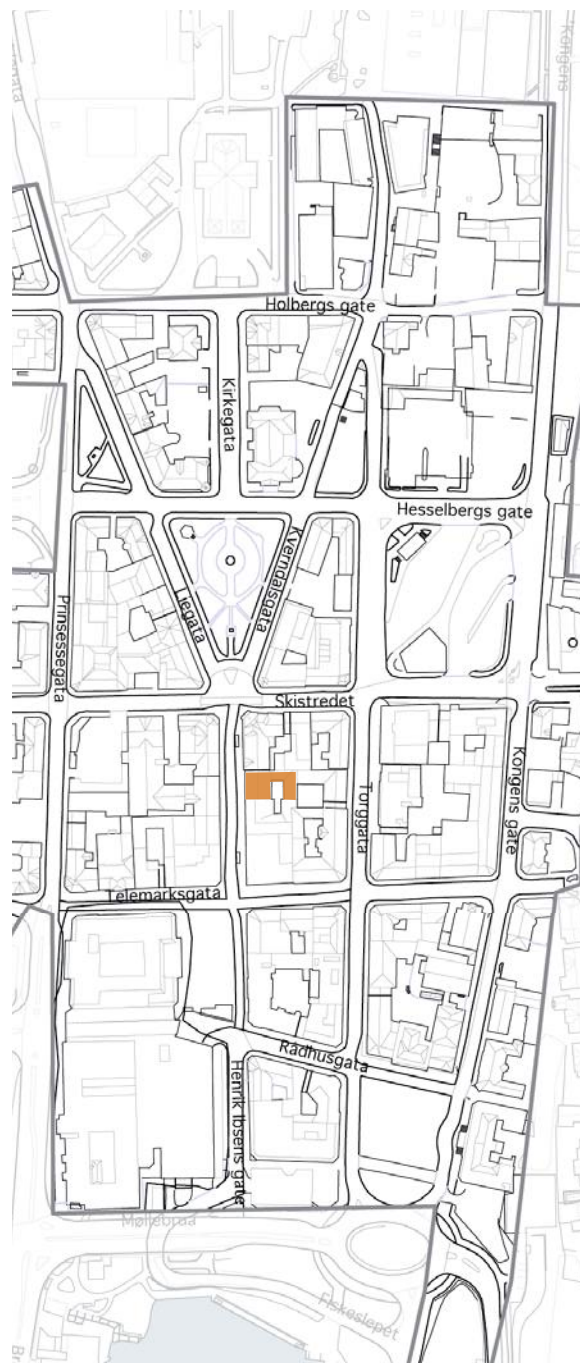 Kongens
Holbergs gate
Kirkegata
Hesselbergs gate
Kverndalsgata
Liegata
Prinsessegata
Skistredet
Torggata
Kongens gate
Telemarksgata
Rådhusgata
Henrik Ibsens gate
Møllebrua
Fiskeslepet